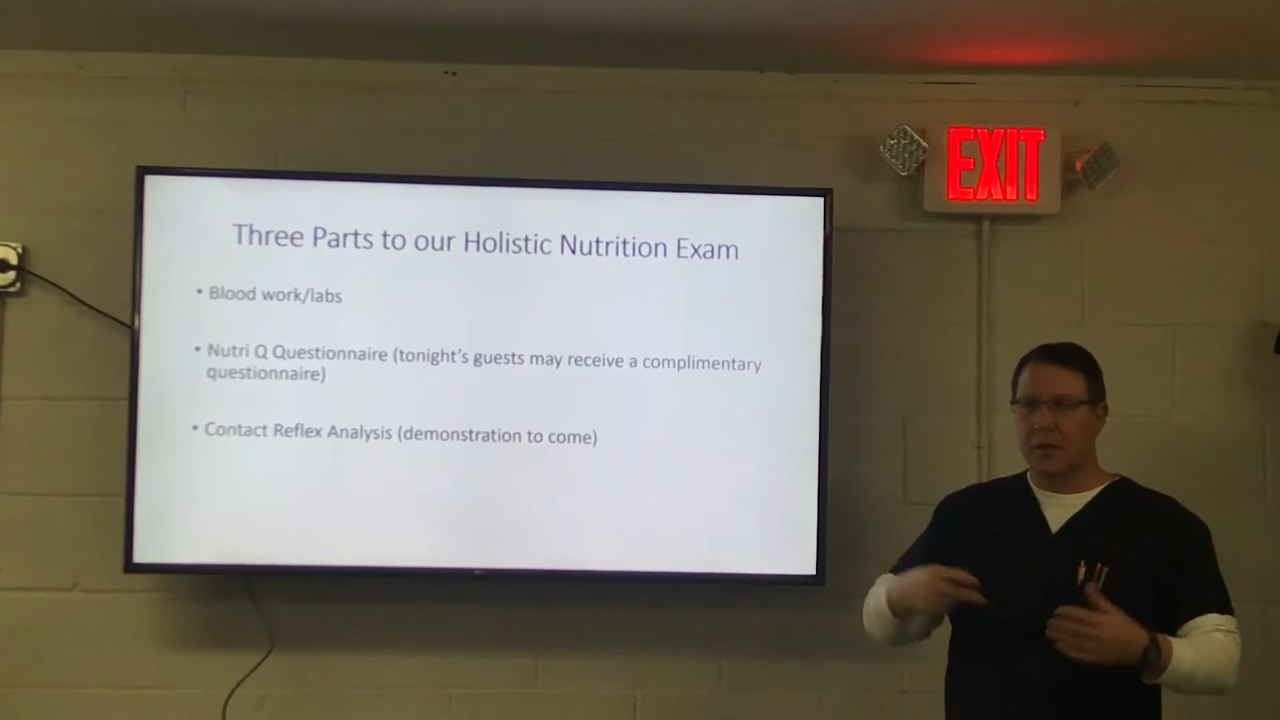 Three Parts to our Holistic Nutrition Exam
• Blood work/labs
• Nutri Q Questionnaire (tonight's guests may receive a complimentary
questionnaire)
• Contact Reflex Analysis (demonstration to come)
EXIT